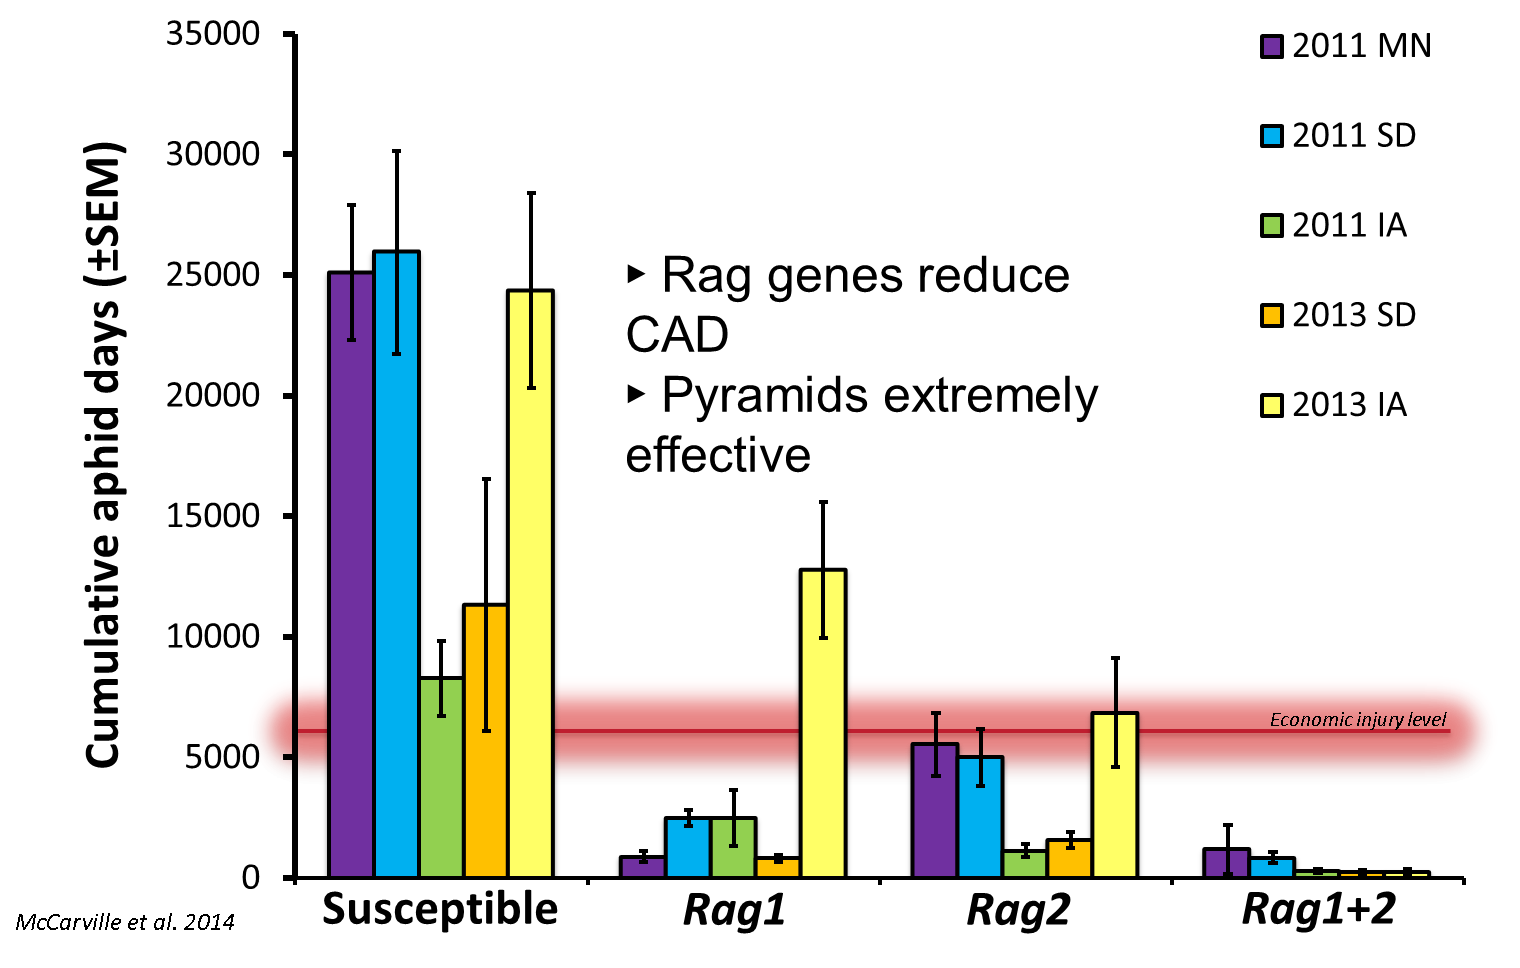 35000
30000
25000
20000
15000
10000
5000
0
Cumulative aphid days (±SEM)
2011 MN
2011 SD
2011 IA
2013 SD
2013 IA
‣ Rag genes reduce
CAD
‣ Pyramids extremely
effective
Economic injury level
Susceptible
Rag1
Rag2
Rag1+2
McCarville et al. 2014